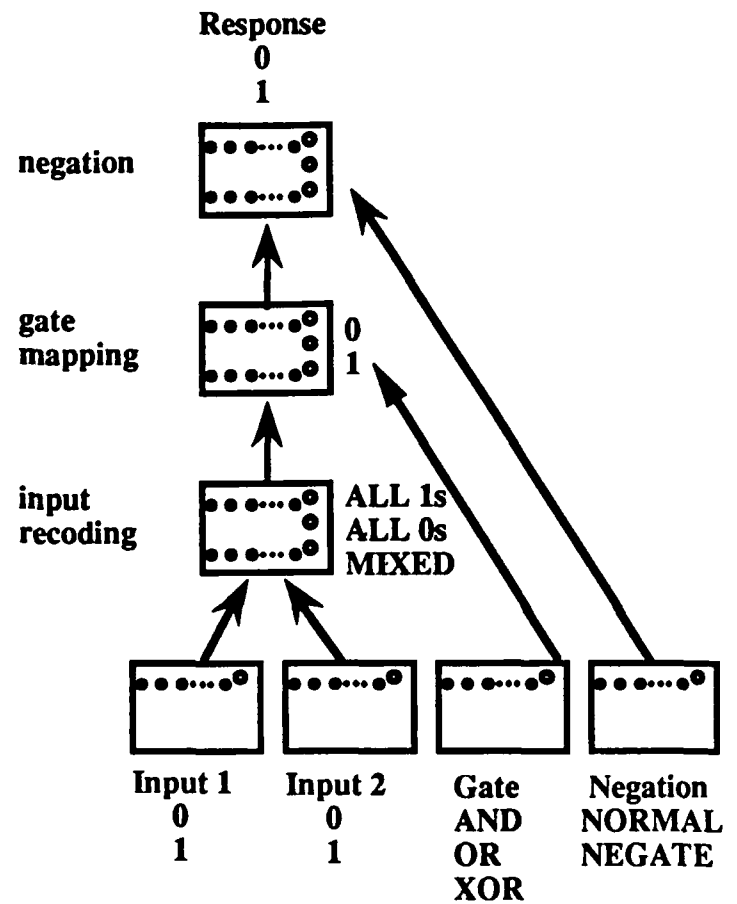 Response
0
1
negation
gate
mapping
0
1
input
recoding
ALL 1s
ALL 0s
MIXED
Input 1
0
1
Input 2
0
1
Gate
AND
OR
XOR
Negation
NORMAL
NEGATE